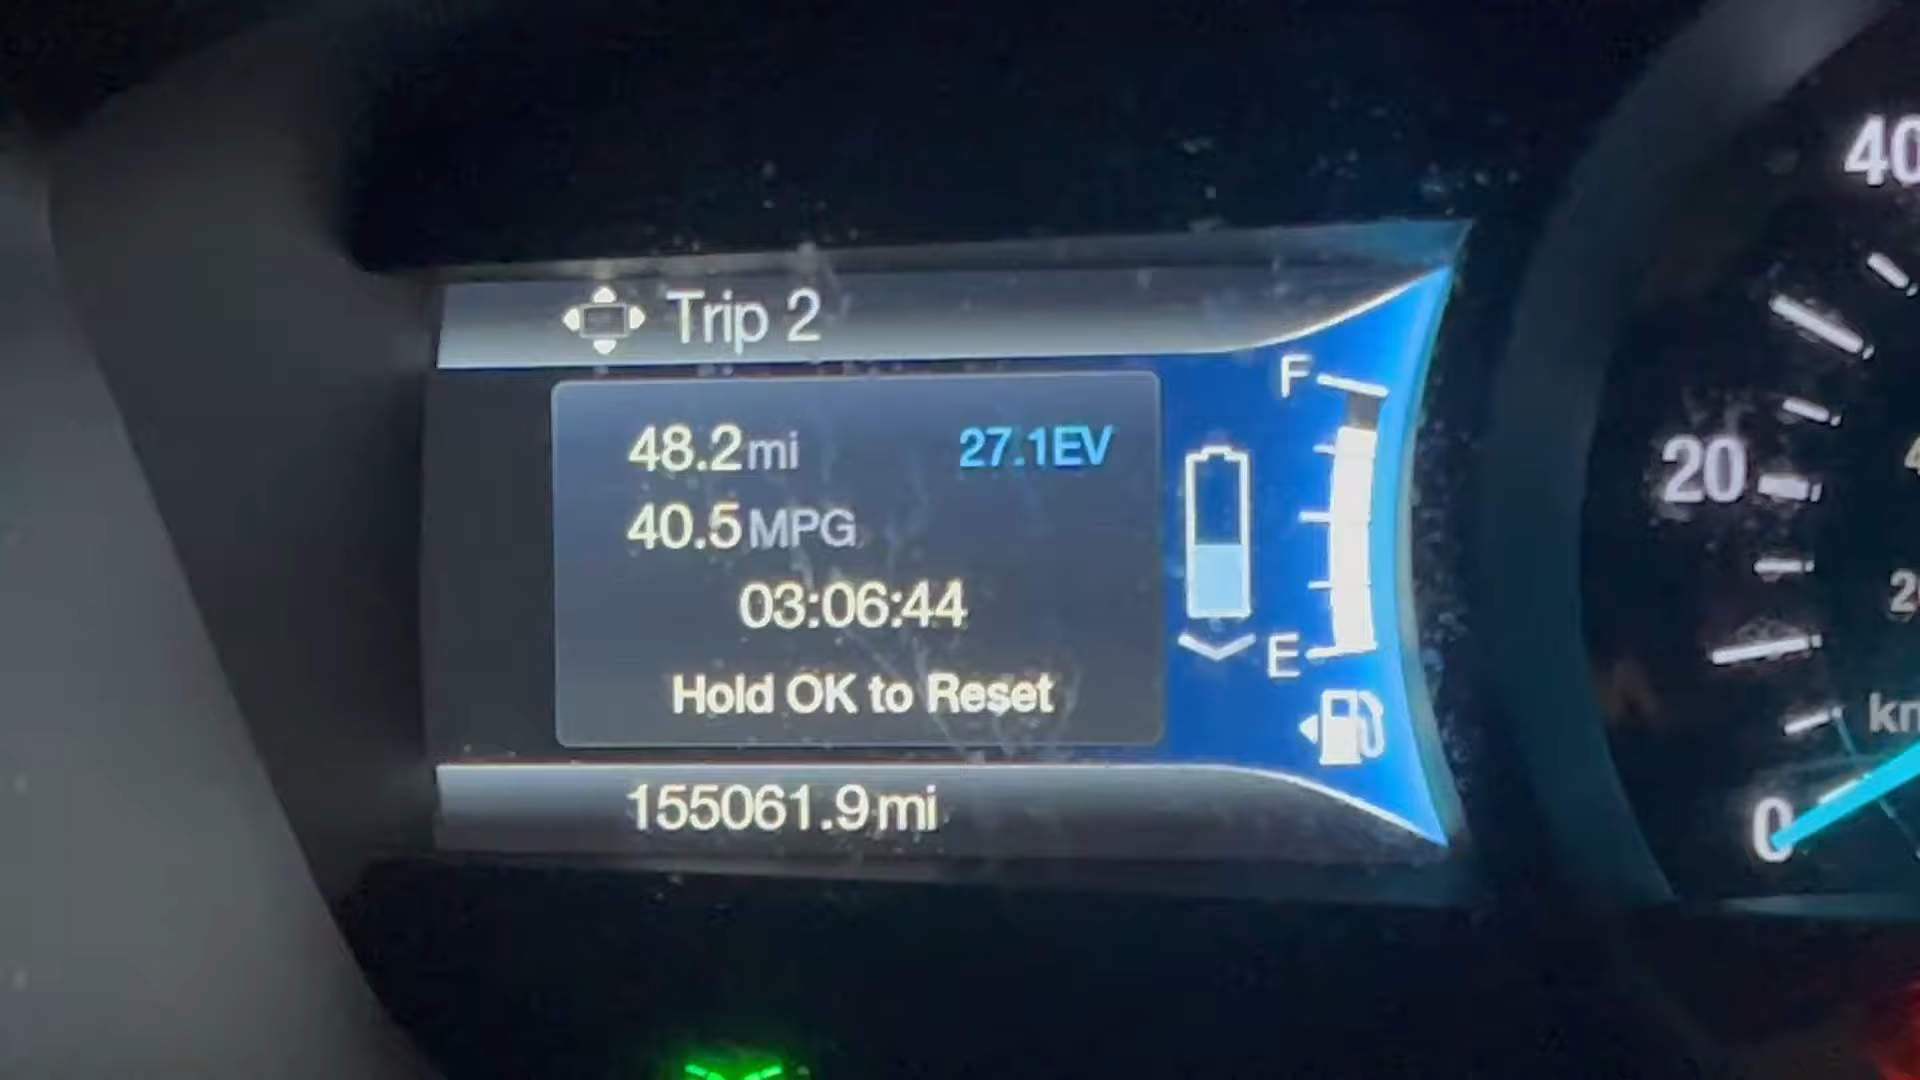 Trip 2
48.2mi 27.1EV
40.5MPG
03:06:44
Hold OK to Reset
155061.9mi
F
E
40
20
0